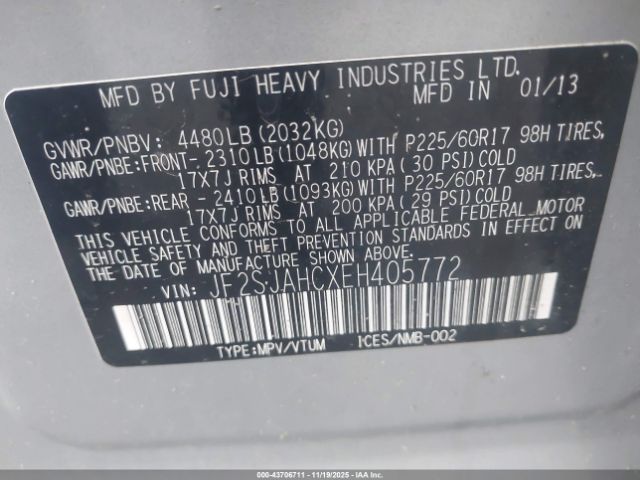 MFD BY FUJI HEAVY INDUSTRIES LTD.
MFD IN 01/13
GVWR/PNBV: 4480LB(2032KG)
GAWR/PNBE:FRONT- 2310LB(1048KG)WITH P225/60R17 98H TIRES,
17X7J RIMS AT 210 KPA(30 PSI)COLD
GAWR/PNBE:REAR - 2410LB(1093KG)WITH P225/60R17 98H TIRES,
17X7J RIMS AT 200 KPA(29 PSI)COLD
THIS VEHICLE CONFORMS TO ALL APPLICABLE FEDERAL MOTOR
VEHICLE SAFETY AND THEFT PREVENTION STANDARDS IN EFFECT ON
THE DATE OF MANUFACTURE SHOWN ABOVE.
VIN: JF2SJAHCXEH405772
TYPE:MPV/VTUM ICES/NMB-002
000-43706711 - 11/19/2025 - IAAI.COM